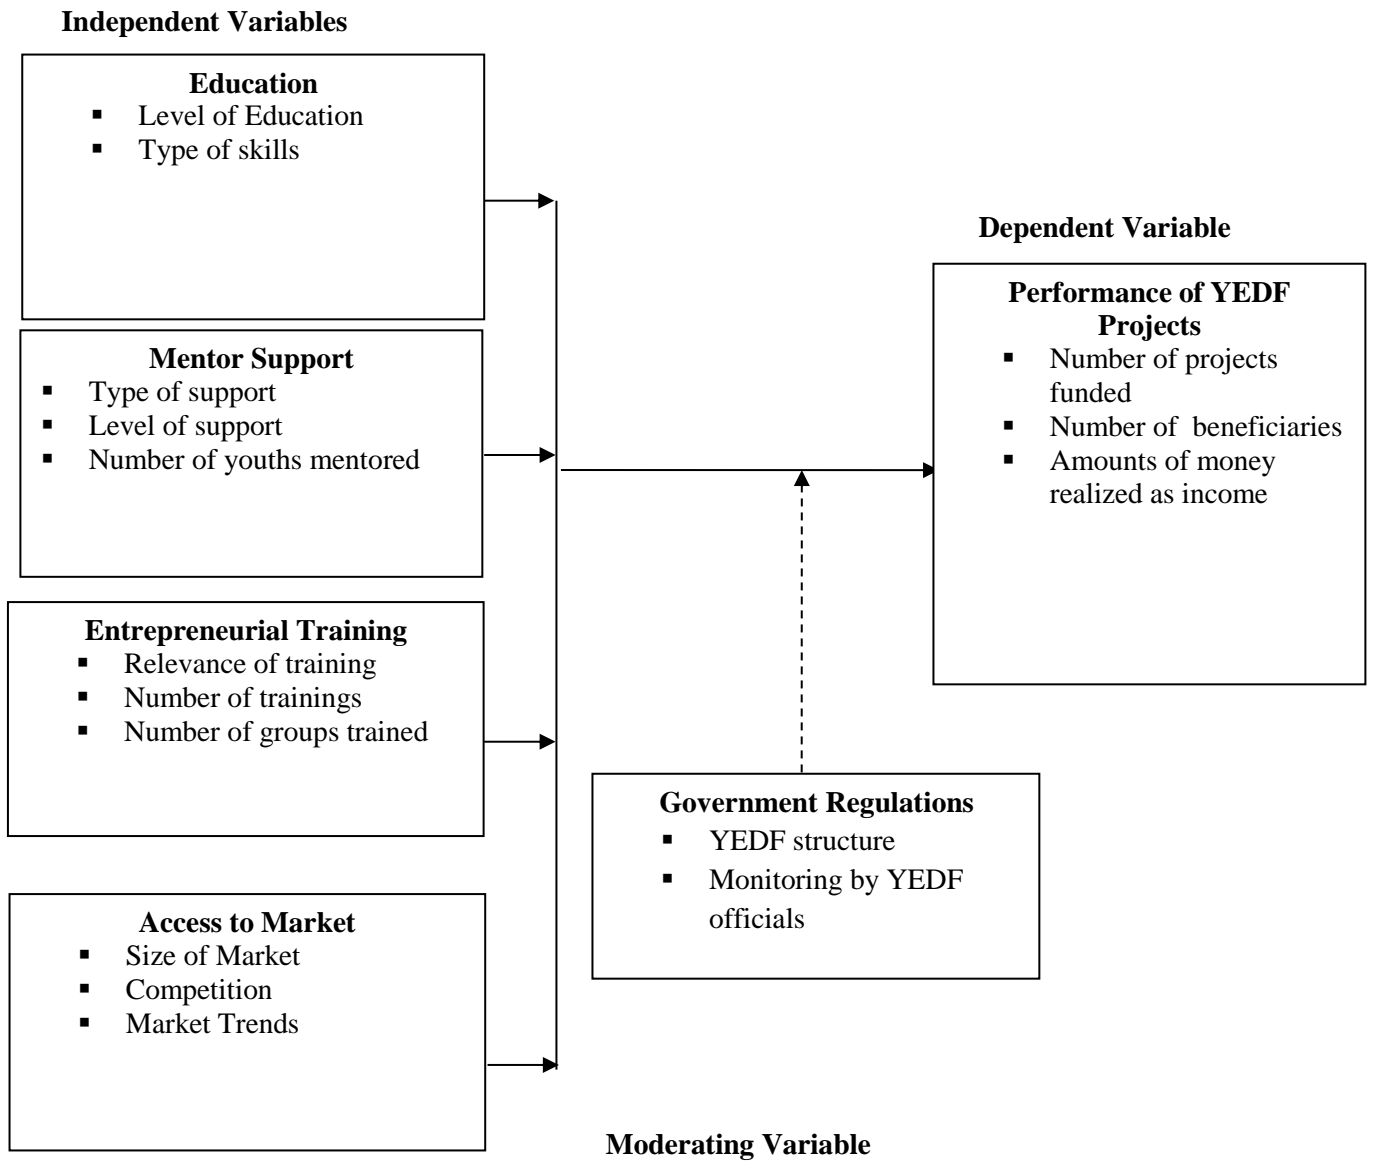 Independent Variables
Education
▪ Level of Education
▪ Type of skills
Mentor Support
▪ Type of support
▪ Level of support
▪ Number of youths mentored
Entrepreneurial Training
▪ Relevance of training
▪ Number of trainings
▪ Number of groups trained
Access to Market
▪ Size of Market
▪ Competition
▪ Market Trends
Dependent Variable
Performance of YEDF
Projects
▪ Number of projects
funded
▪ Number of beneficiaries
▪ Amounts of money
realized as income
Government Regulations
▪ YEDF structure
▪ Monitoring by YEDF
officials
Moderating Variable